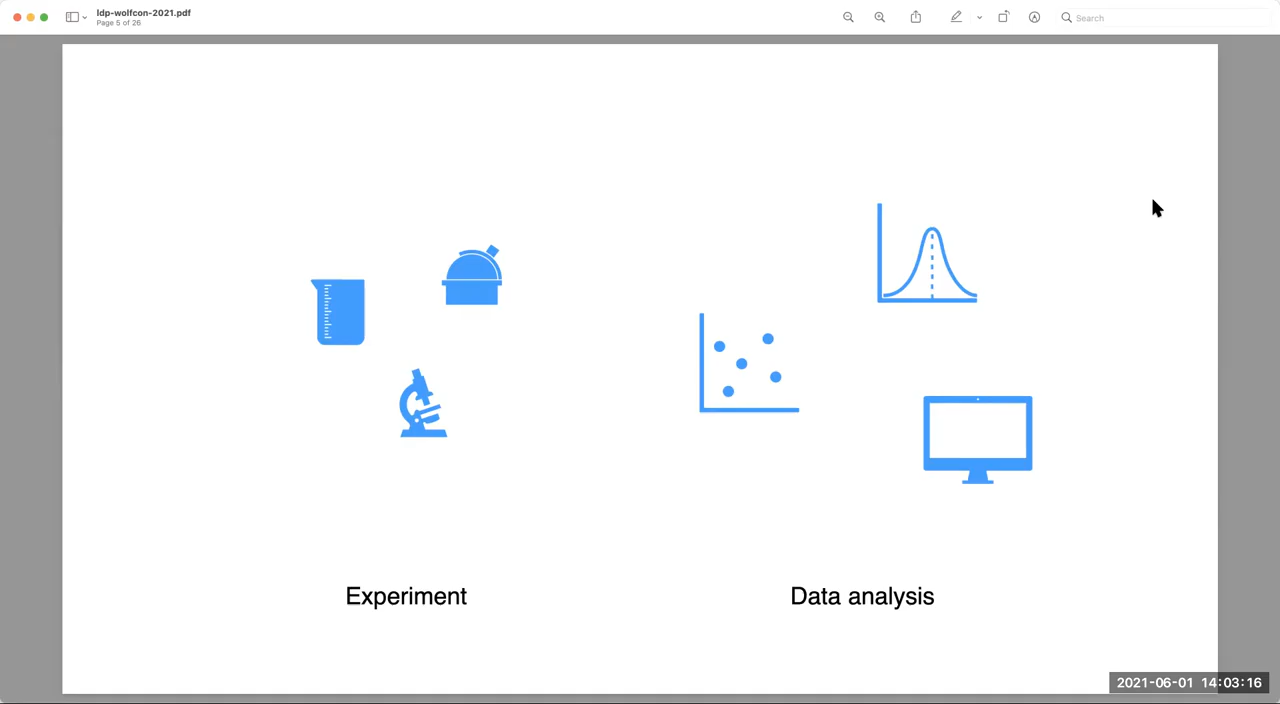 ldp-wolfcon-2021.pdf
Page 5 of 26
Search
Experiment
Data analysis
2021-06-01 14:03:16